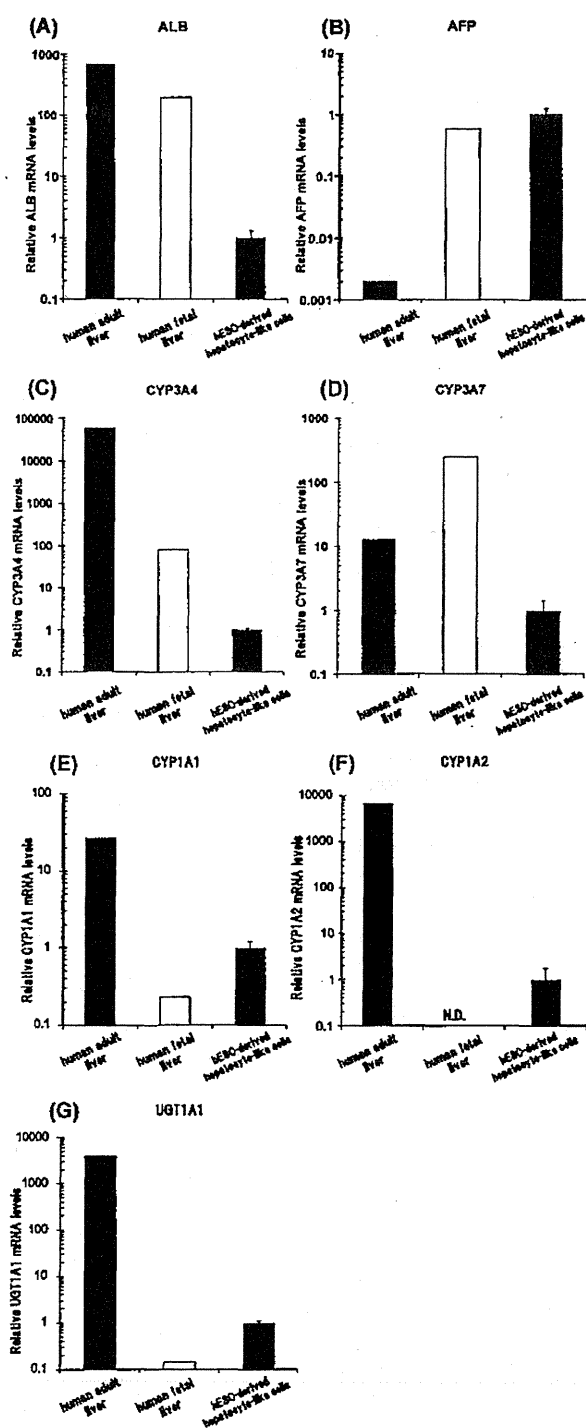 (A) ALB
Relative ALB mRNA levels
1000
100
10
1
0.1
human adult liver
human fetal liver
hESC-derived hepatocyte-like cells
(B) AFP
Relative AFP mRNA levels
10
1
0.1
0.01
0.001
human adult liver
human fetal liver
hESC-derived hepatocyte-like cells
(C) CYP3A4
Relative CYP3A4 mRNA levels
100000
10000
1000
100
10
1
0.1
human adult liver
human fetal liver
hESC-derived hepatocyte-like cells
(D) CYP3A7
Relative CYP3A7 mRNA levels
1000
100
10
1
0.1
human adult liver
human fetal liver
hESC-derived hepatocyte-like cells
(E) CYP1A1
Relative CYP1A1 mRNA levels
100
10
1
0.1
human adult liver
human fetal liver
hESC-derived hepatocyte-like cells
(F) CYP1A2
Relative CYP1A2 mRNA levels
10000
1000
100
10
1
0.1
N.D.
human adult liver
human fetal liver
hESC-derived hepatocyte-like cells
(G) UGT1A1
Relative UGT1A1 mRNA levels
10000
1000
100
10
1
0.1
human adult liver
human fetal liver
hESC-derived hepatocyte-like cells